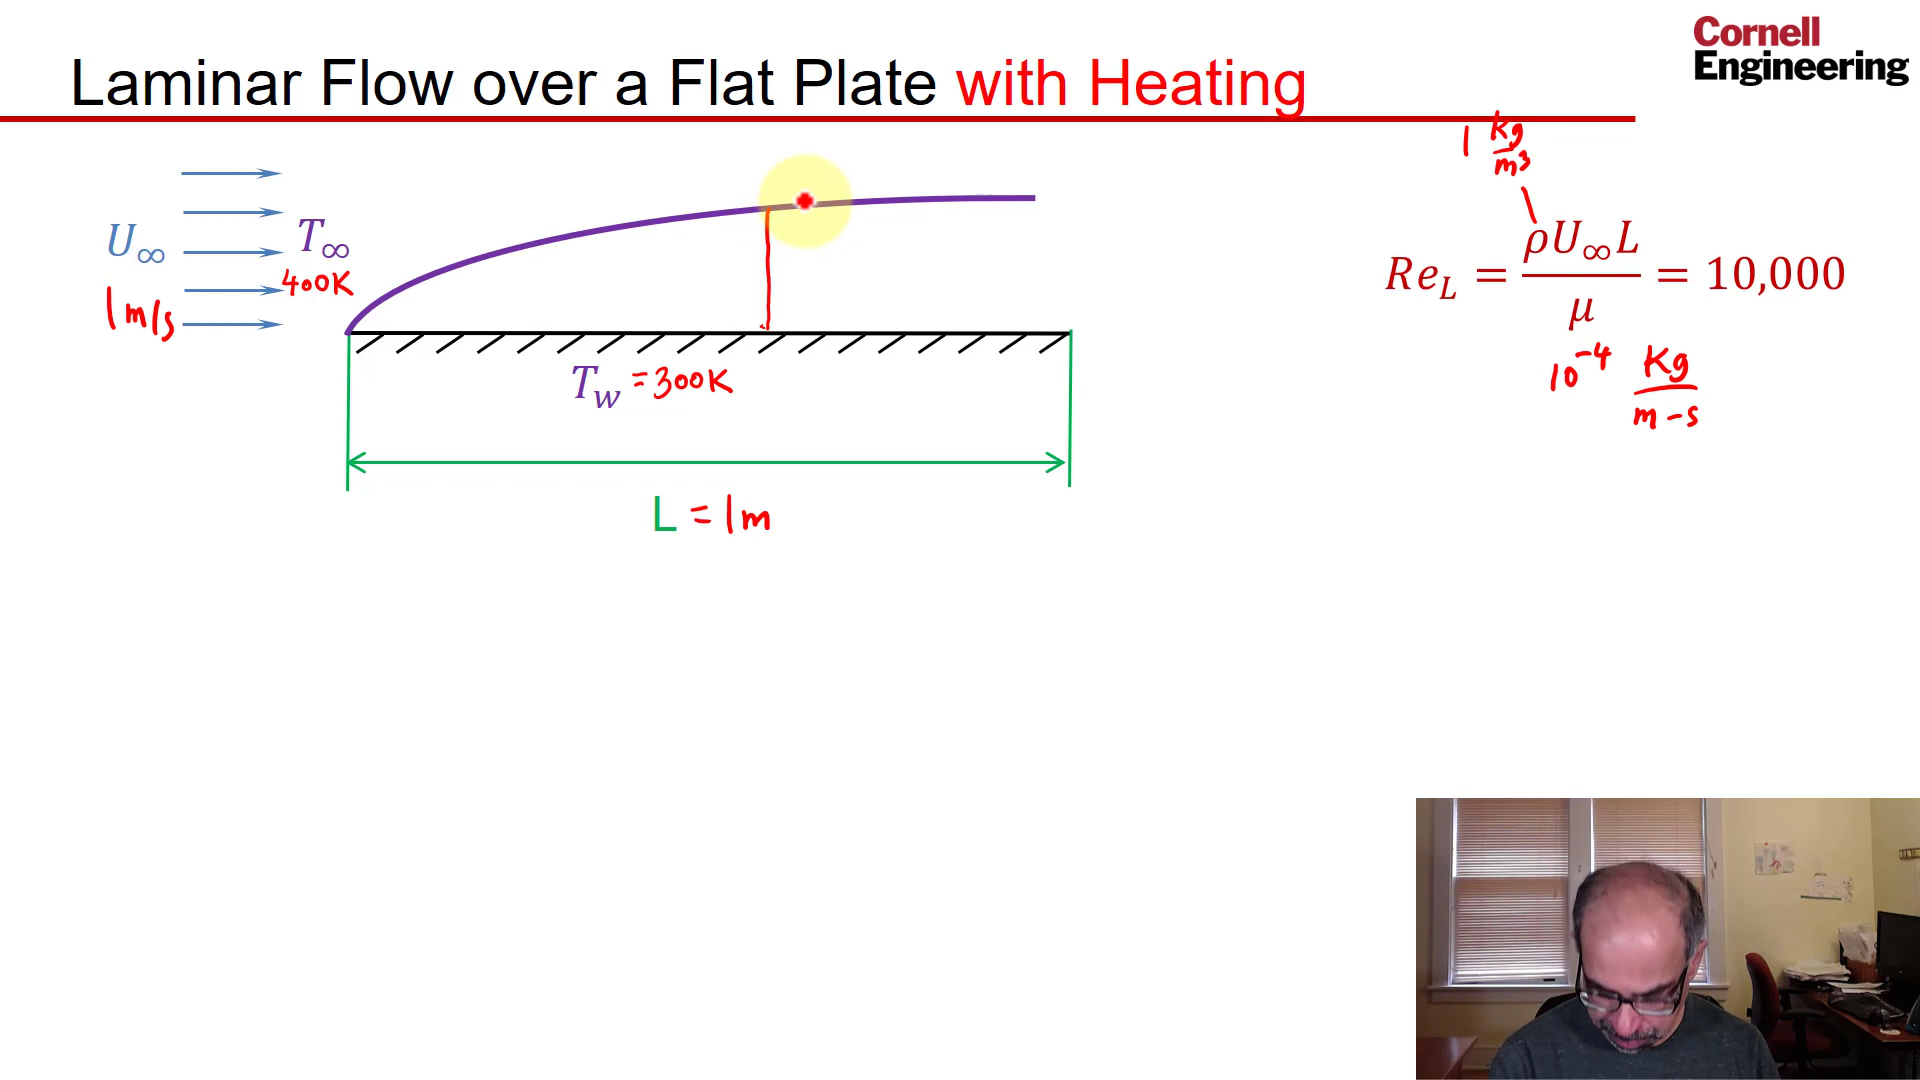 Cornell
Engineering
Laminar Flow over a Flat Plate with Heating
1 kg/m³
U∞
T∞
400K
1 m/s
Re_L = ρU∞L/μ = 10,000
10⁻⁴ Kg/m-s
T_w = 300K
L = 1m